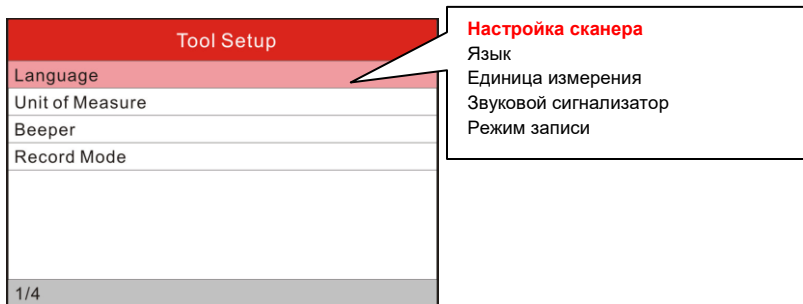 Tool Setup
Language
Unit of Measure
Beeper
Record Mode
1/4
Настройка сканера
Язык
Единица измерения
Звуковой сигнализатор
Режим записи